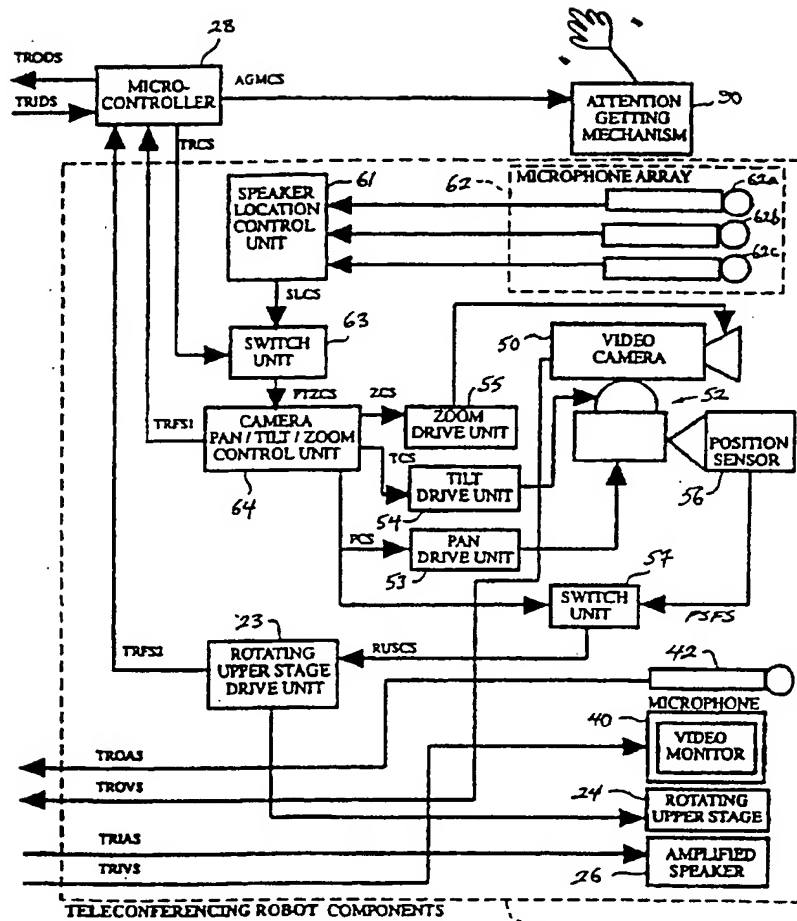 28
TRODS
MICRO-
CONTROLLER
AGMCS
TRIDS
ATTENTION
GETTING
MECHANISM
90
TRCS
61
SPEAKER
LOCATION
CONTROL
UNIT
62
MICROPHONE ARRAY
62a
62b
62c
SLCS
63
SWITCH
UNIT
50
VIDEO
CAMERA
PTZCS
ZCS
55
ZOOM
DRIVE UNIT
52
TRFS1
CAMERA
PAN / TILT / ZOOM
CONTROL UNIT
64
TCS
TILT
DRIVE UNIT
54
POSITION
SENSOR
56
PCS
PAN
DRIVE UNIT
53
57
SWITCH
UNIT
PSFS
23
TRFS2
ROTATING
UPPER STAGE
DRIVE UNIT
RUSCS
42
MICROPHONE
40
VIDEO
MONITOR
TROAS
TROVS
24
ROTATING
UPPER STAGE
TRIAS
26
AMPLIFIED
SPEAKER
TRIVS
TELECONFERENCING ROBOT COMPONENTS